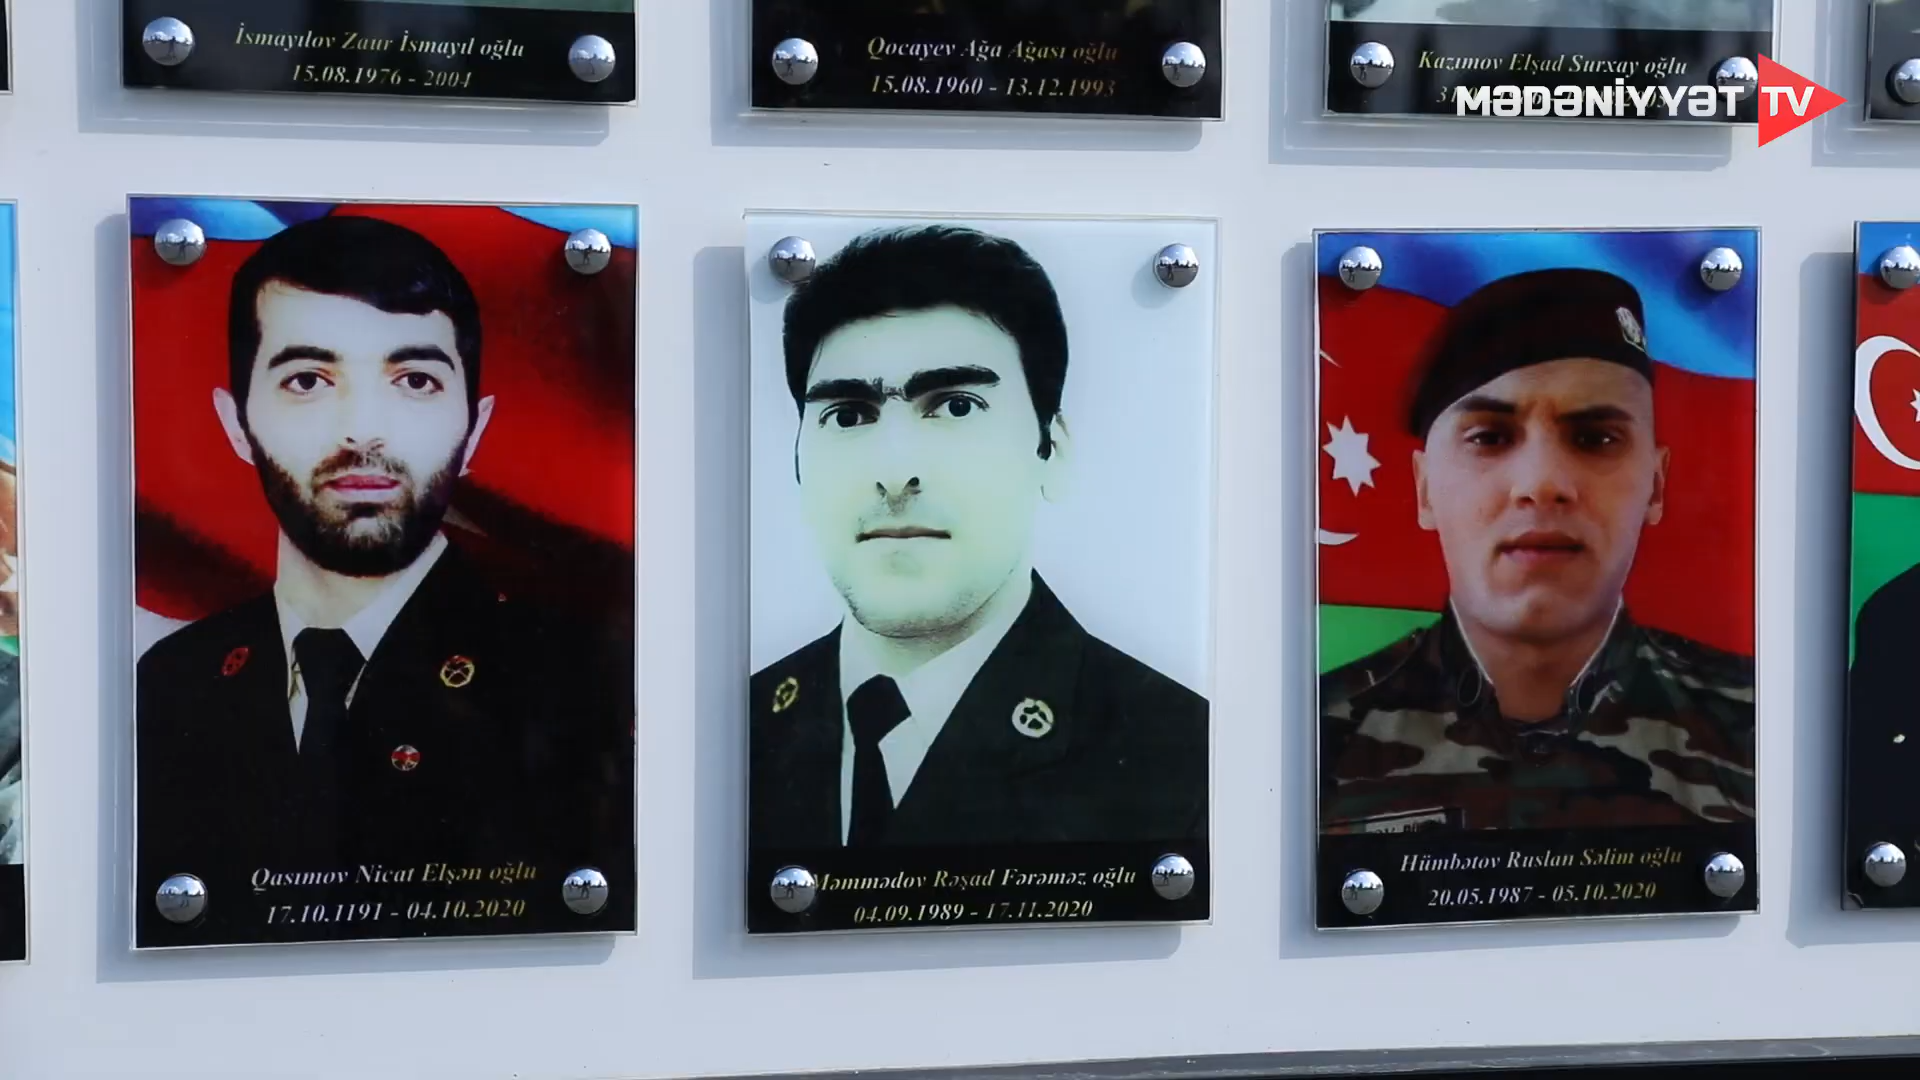 İsmayılov Zaur İsmayıl oğlu
15.08.1976 - 2004
Qocayev Ağa Ağası oğlu
15.08.1960 - 13.12.1993
Kazımov Elşad Surxay oğlu
MƏDƏNİYYƏT TV
Qasımov Nicat Elşən oğlu
17.10.1191 - 04.10.2020
Məmmədov Rəşad Fərəməz oğlu
04.09.1989 - 17.11.2020
Hümbətov Ruslan Səlim oğlu
20.05.1987 - 05.10.2020